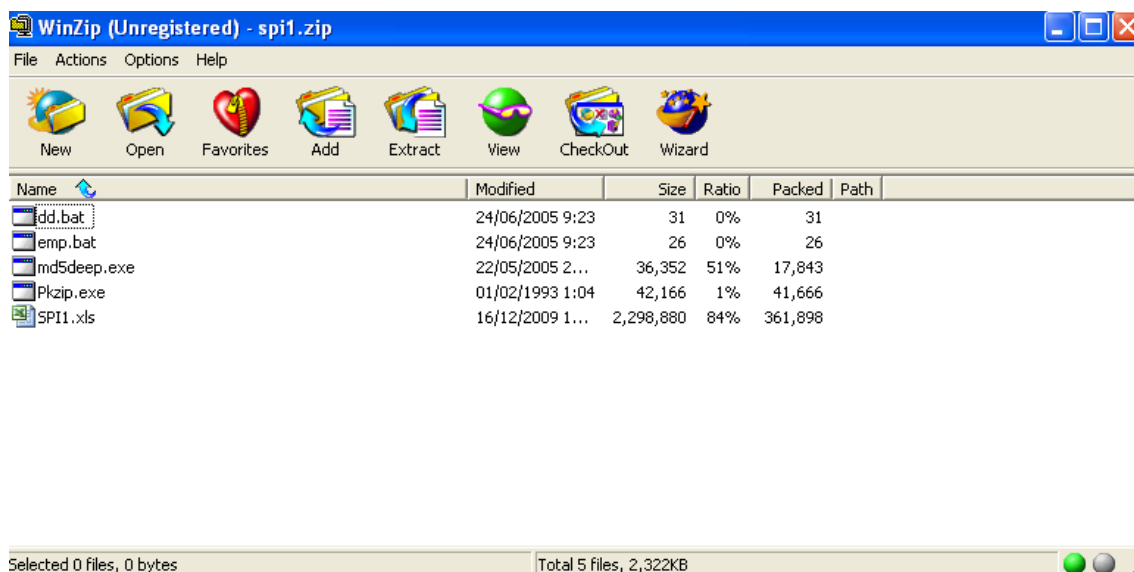 WinZip (Unregistered) - spi1.zip
File Actions Options Help
New Open Favorites Add Extract View CheckOut Wizard
Name Modified Size Ratio Packed Path
dd.bat 24/06/2005 9:23 31 0% 31
emp.bat 24/06/2005 9:23 26 0% 26
md5deep.exe 22/05/2005 2... 36,352 51% 17,843
Pkzip.exe 01/02/1993 1:04 42,166 1% 41,666
SPI1.xls 16/12/2009 1... 2,298,880 84% 361,898
Selected 0 files, 0 bytes Total 5 files, 2,322KB